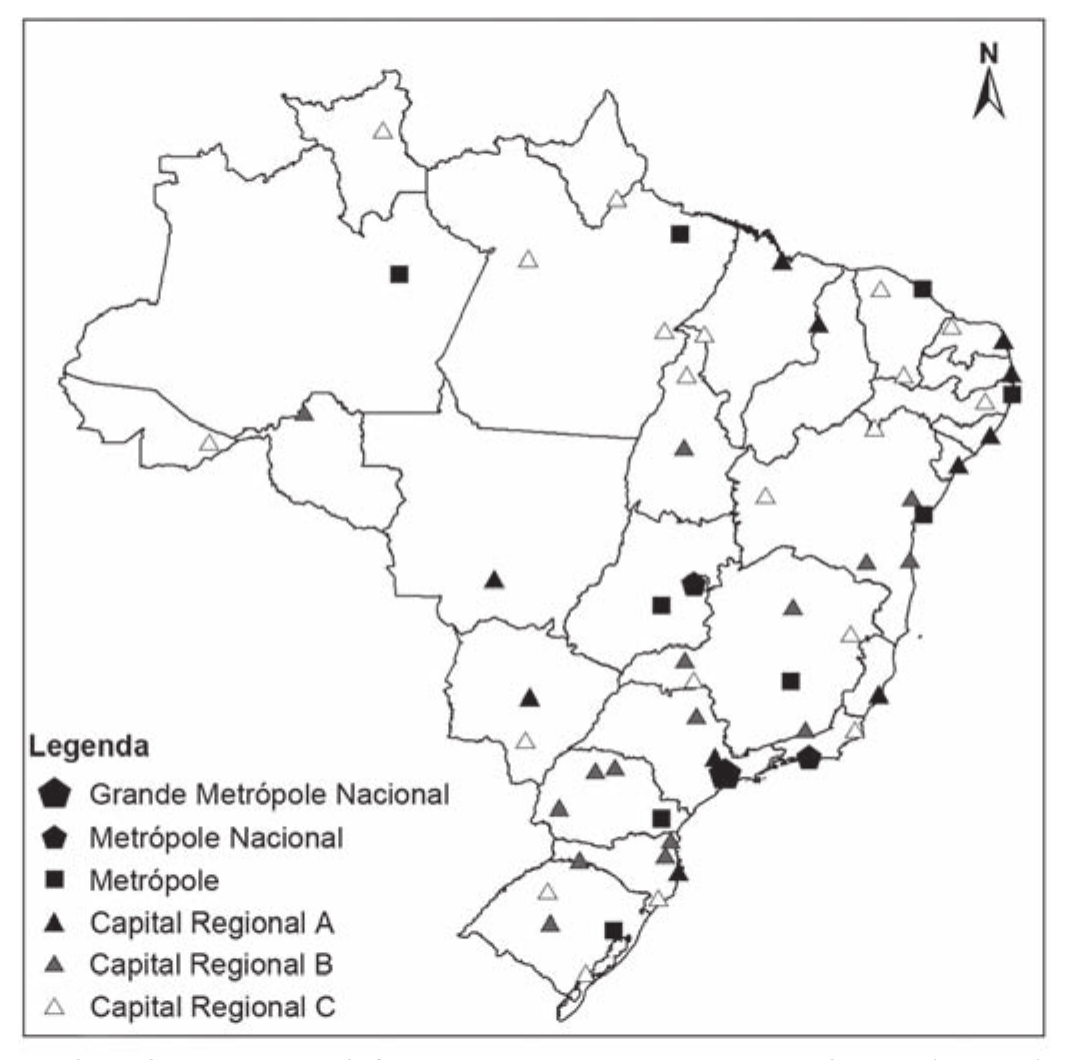 N
Legenda
Grande Metrópole Nacional
Metrópole Nacional
Metrópole
Capital Regional A
Capital Regional B
Capital Regional C